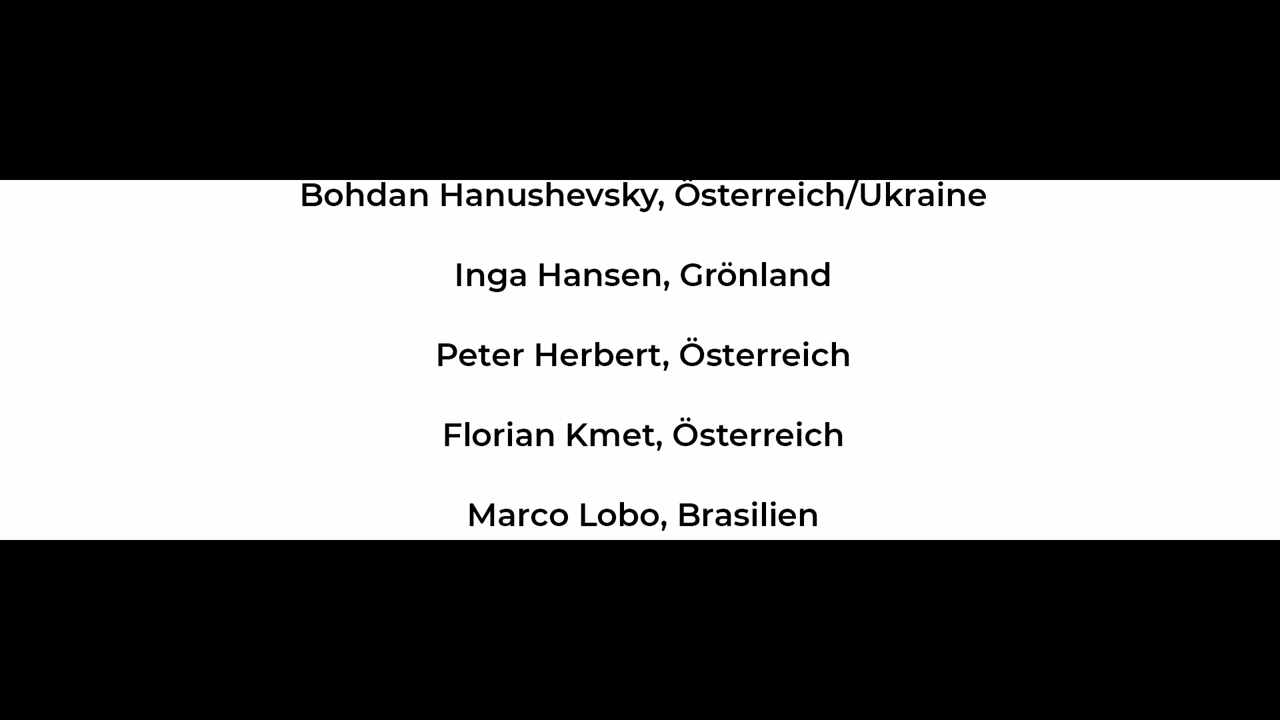 Bohdan Hanushevsky, Österreich/Ukraine
Inga Hansen, Grönland
Peter Herbert, Österreich
Florian Kmet, Österreich
Marco Lobo, Brasilien